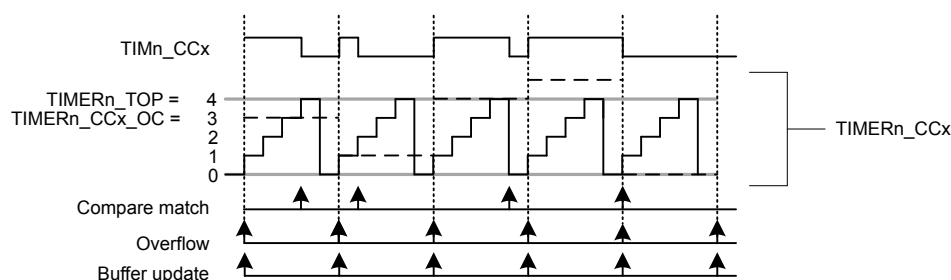 TIMn_CCx
TIMERn_TOP = 4
TIMERn_CCx_OC = 3
2
1
0
TIMERn_CCx
Compare match
Overflow
Buffer update